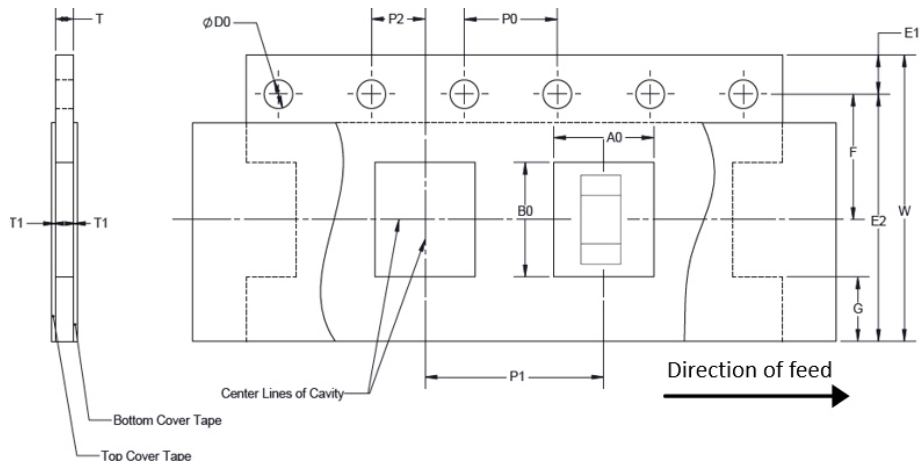 T
P2
P0
E1
ϕD0
A0
F
B0
T1
T1
E2
W
G
P1
Direction of feed
Center Lines of Cavity
Bottom Cover Tape
Top Cover Tape